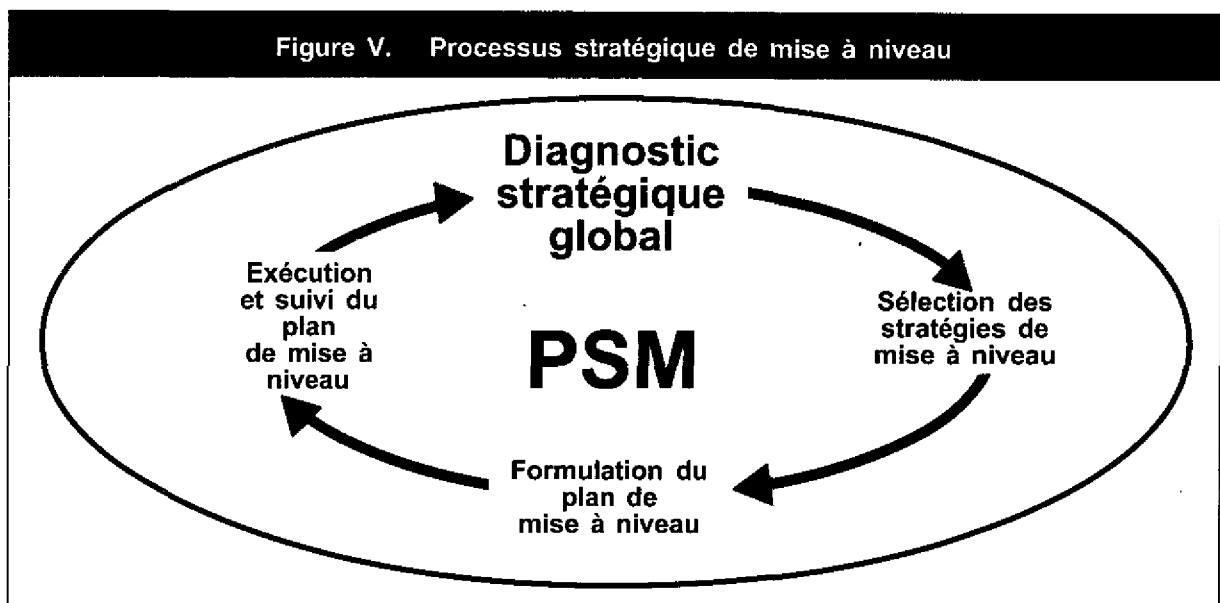 Figure V. Processus stratégique de mise à niveau
Diagnostic
stratégique
global
Sélection des
stratégies de
mise à niveau
Formulation du
plan de
mise à niveau
Exécution
et suivi du
plan
de mise à
niveau
PSM